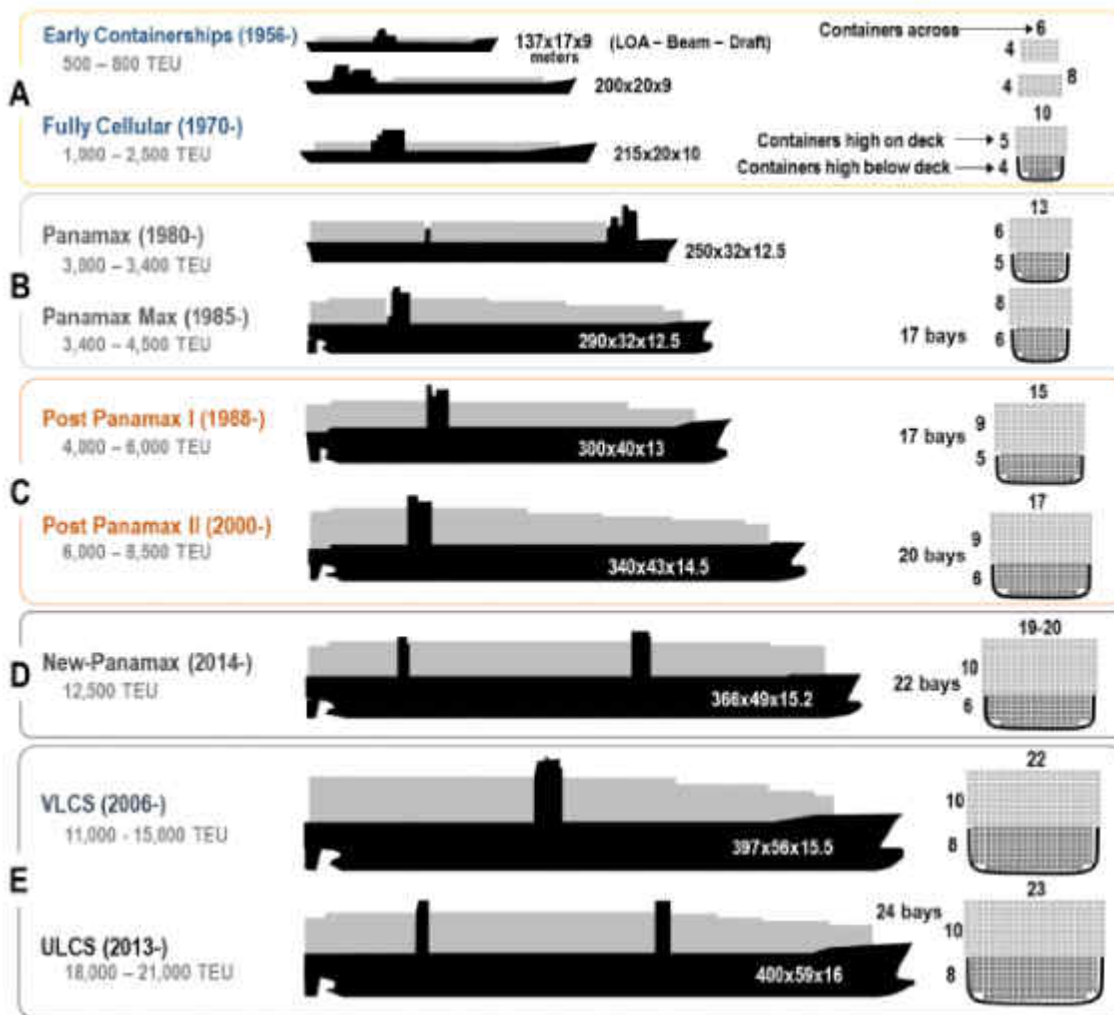 A
Early Containerships (1956-)
500 – 800 TEU
137x17x9 (LOA – Beam – Draft)
meters
200x20x9
Containers across 6
4
4 8
Fully Cellular (1970-)
1,000 – 2,500 TEU
215x20x10
10
Containers high on deck 5
Containers high below deck 4
B
Panamax (1980-)
3,000 – 3,400 TEU
250x32x12.5
13
6
5
Panamax Max (1985-)
3,400 – 4,500 TEU
290x32x12.5
17 bays
8
6
C
Post Panamax I (1988-)
4,000 – 6,000 TEU
300x40x13
17 bays
15
9
5
Post Panamax II (2000-)
6,000 – 8,500 TEU
340x43x14.5
20 bays
17
9
6
D
New-Panamax (2014-)
12,500 TEU
366x49x15.2
22 bays
19-20
10
6
E
VLCS (2006-)
11,000 - 15,000 TEU
397x56x15.5
22
10
8
ULCS (2013-)
18,000 – 21,000 TEU
400x59x16
24 bays
23
10
8